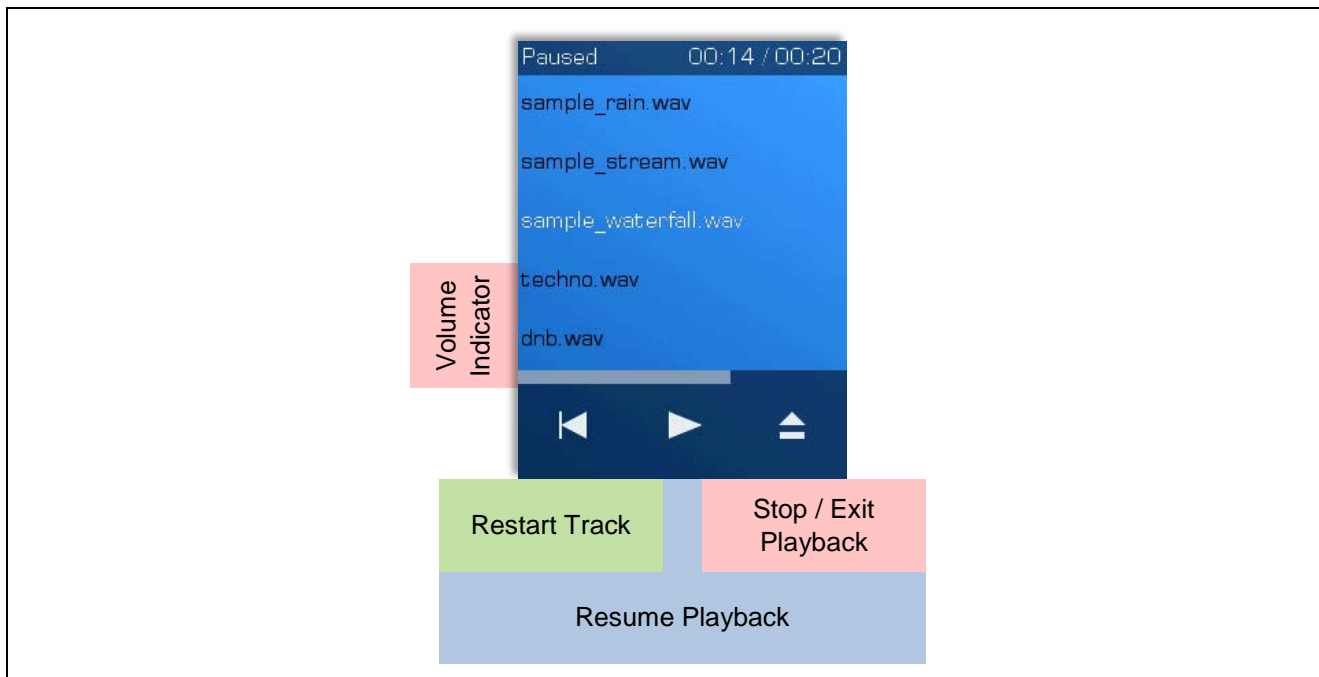 Paused 00:14 / 00:20
sample_rain.wav
sample_stream.wav
sample_waterfall.wav
techno.wav
dnb.wav
Volume
Indicator
Restart Track
Stop / Exit
Playback
Resume Playback